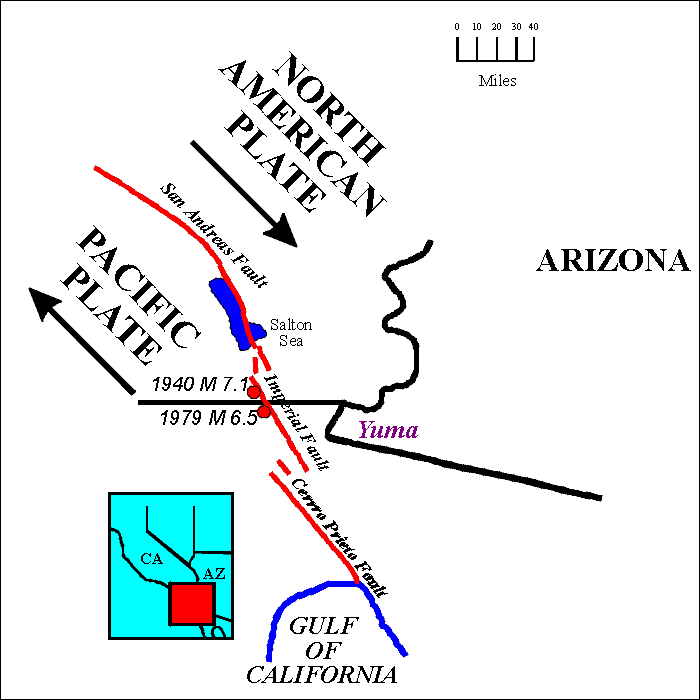 0 10 20 30 40
Miles
NORTH
AMERICAN
PLATE
San Andreas Fault
PACIFIC
PLATE
ARIZONA
Salton
Sea
1940 M 7.1
1979 M 6.5
Imperial Fault
Yuma
Cerrro Prieto Fault
CA
AZ
GULF
OF
CALIFORNIA